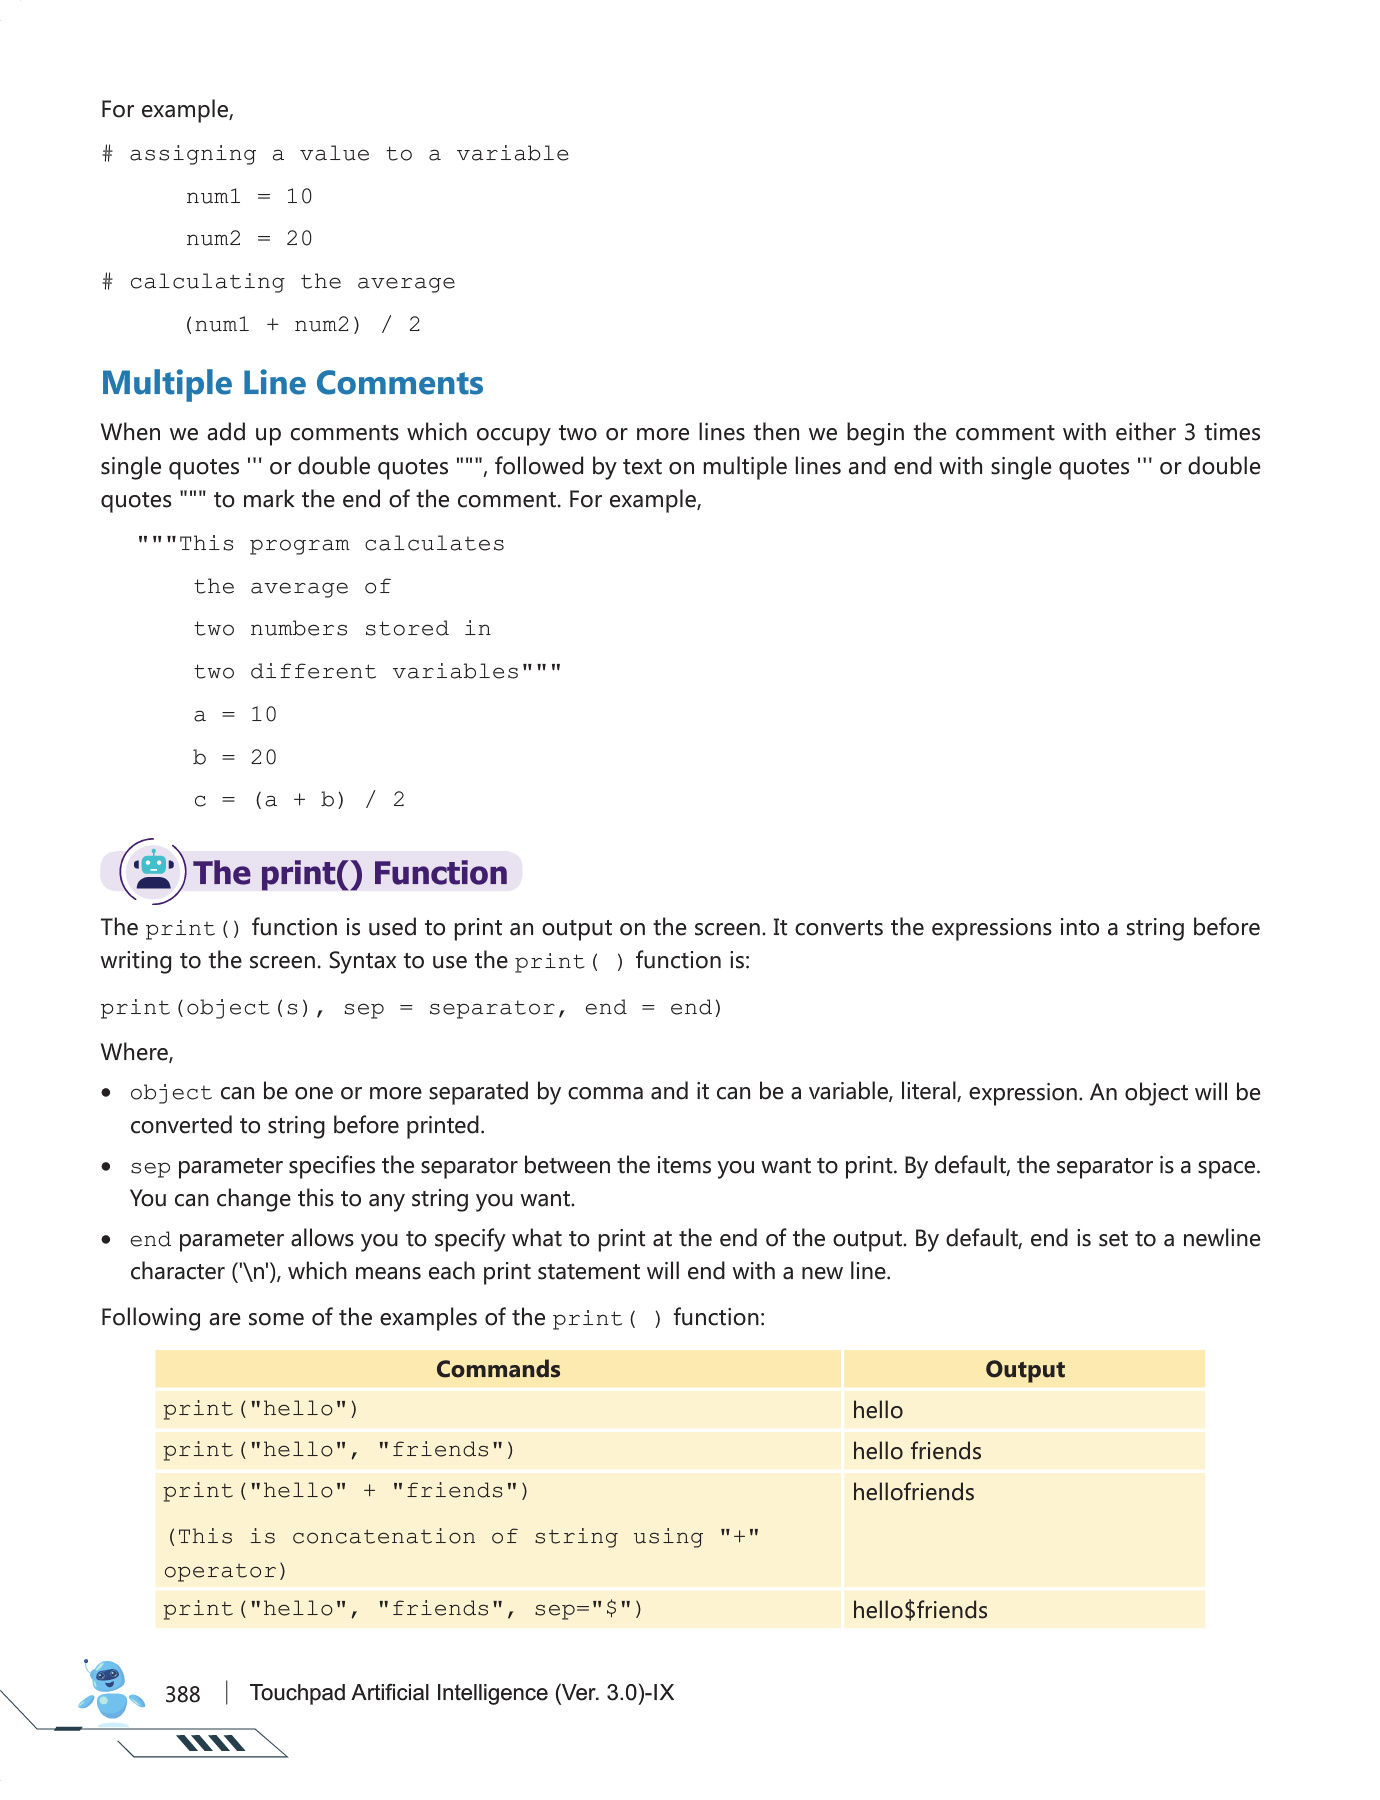 For example,
# assigning a value to a variable
num1 = 10
num2 = 20
# calculating the average
(num1 + num2) / 2
Multiple Line Comments
When we add up comments which occupy two or more lines then we begin the comment with either 3 times
single quotes ''' or double quotes """, followed by text on multiple lines and end with single quotes ''' or double
quotes """ to mark the end of the comment. For example,
"""This program calculates
the average of
two numbers stored in
two different variables"""
a = 10
b = 20
c = (a + b) / 2
The print() Function
The print() function is used to print an output on the screen. It converts the expressions into a string before
writing to the screen. Syntax to use the print( ) function is:
print(object(s), sep = separator, end = end)
Where,
• object can be one or more separated by comma and it can be a variable, literal, expression. An object will be
converted to string before printed.
• sep parameter specifies the separator between the items you want to print. By default, the separator is a space.
You can change this to any string you want.
• end parameter allows you to specify what to print at the end of the output. By default, end is set to a newline
character ('\n'), which means each print statement will end with a new line.
Following are some of the examples of the print( ) function:
Commands Output
print("hello") hello
print("hello", "friends") hello friends
print("hello" + "friends") hellofriends
(This is concatenation of string using "+"
operator)
print("hello", "friends", sep="$") hello$friends
388 | Touchpad Artificial Intelligence (Ver. 3.0)-IX